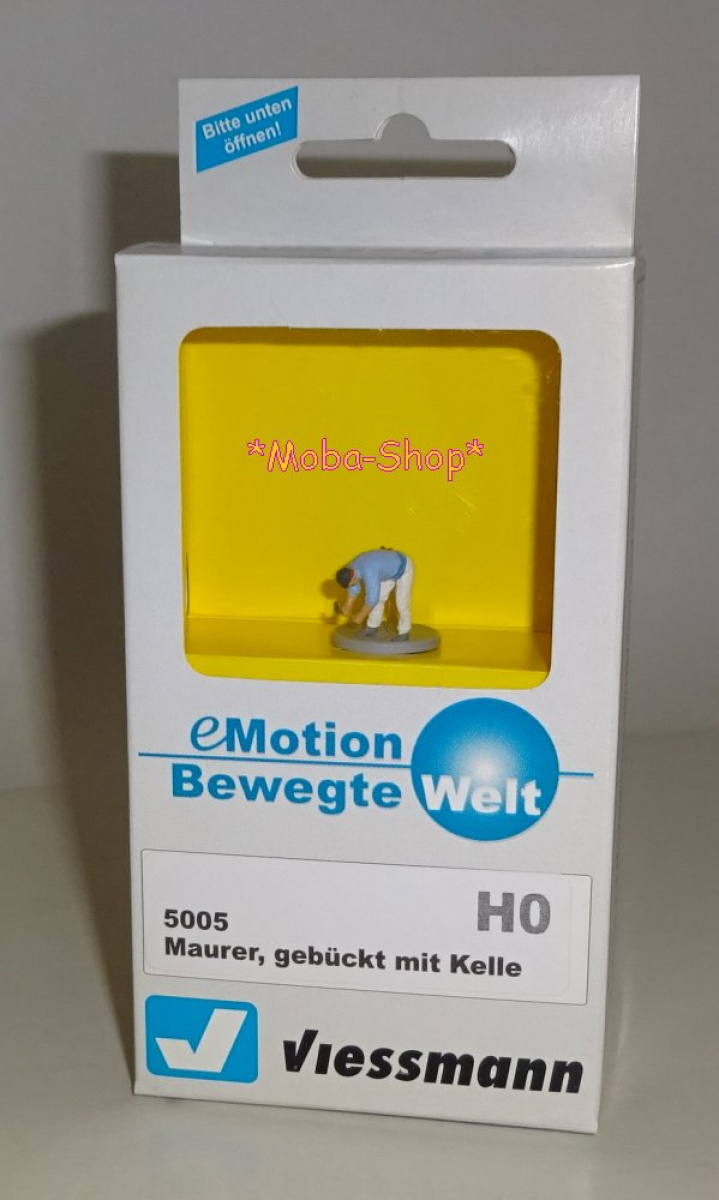 Bitte unten
öffnen!
*Moba-Shop*
eMotion
Bewegte Welt
5005
H0
Maurer, gebückt mit Kelle
Viessmann